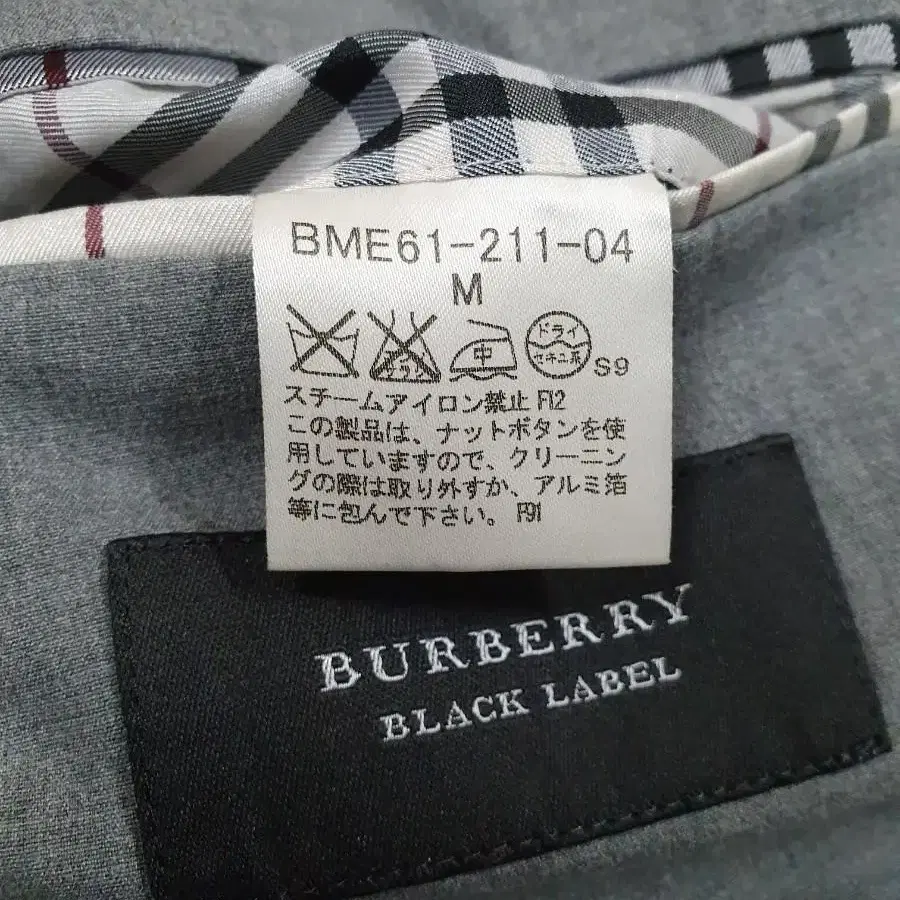 BME61-211-04
M
ドライ
セキユ系
S9
中
スチームアイロン禁止 F12
この製品は、ナットボタンを使
用していますので、クリーニン
グの際は取り外すか、アルミ箔
等に包んで下さい。 F91
BURBERRY
BLACK LABEL